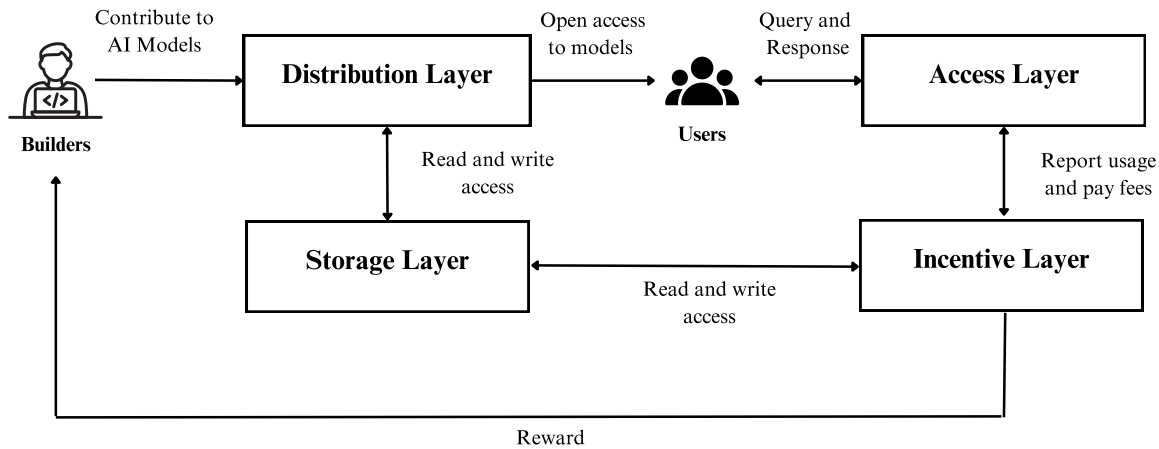 Contribute to
AI Models
Distribution Layer
Open access
to models
Query and
Response
Access Layer
</>
Builders
Users
Read and write
access
Report usage
and pay fees
Storage Layer
Incentive Layer
Read and write
access
Reward